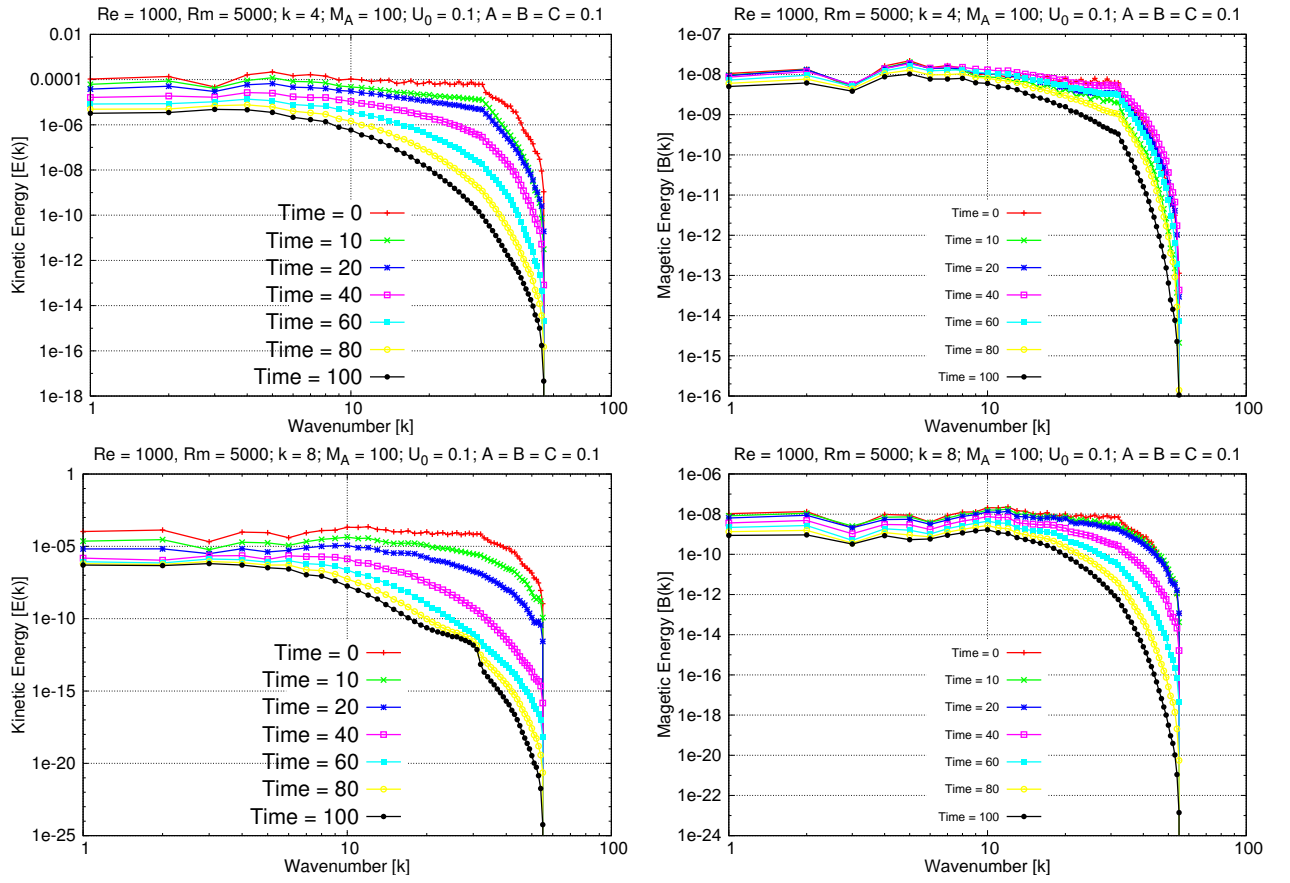 Re = 1000, Rm = 5000; k = 4; M_A = 100; U_0 = 0.1; A = B = C = 0.1
Kinetic Energy [E(k)]
0.01
0.0001
1e-06
1e-08
1e-10
1e-12
1e-14
1e-16
1e-18
1
10
100
Wavenumber [k]
Time = 0
Time = 10
Time = 20
Time = 40
Time = 60
Time = 80
Time = 100
Re = 1000, Rm = 5000; k = 4; M_A = 100; U_0 = 0.1; A = B = C = 0.1
Magetic Energy [B(k)]
1e-07
1e-08
1e-09
1e-10
1e-11
1e-12
1e-13
1e-14
1e-15
1e-16
1
10
100
Wavenumber [k]
Time = 0
Time = 10
Time = 20
Time = 40
Time = 60
Time = 80
Time = 100
Re = 1000, Rm = 5000; k = 8; M_A = 100; U_0 = 0.1; A = B = C = 0.1
Kinetic Energy [E(k)]
1
1e-05
1e-10
1e-15
1e-20
1e-25
1
10
100
Wavenumber [k]
Time = 0
Time = 10
Time = 20
Time = 40
Time = 60
Time = 80
Time = 100
Re = 1000, Rm = 5000; k = 8; M_A = 100; U_0 = 0.1; A = B = C = 0.1
Magetic Energy [B(k)]
1e-06
1e-08
1e-10
1e-12
1e-14
1e-16
1e-18
1e-20
1e-22
1e-24
1
10
100
Wavenumber [k]
Time = 0
Time = 10
Time = 20
Time = 40
Time = 60
Time = 80
Time = 100